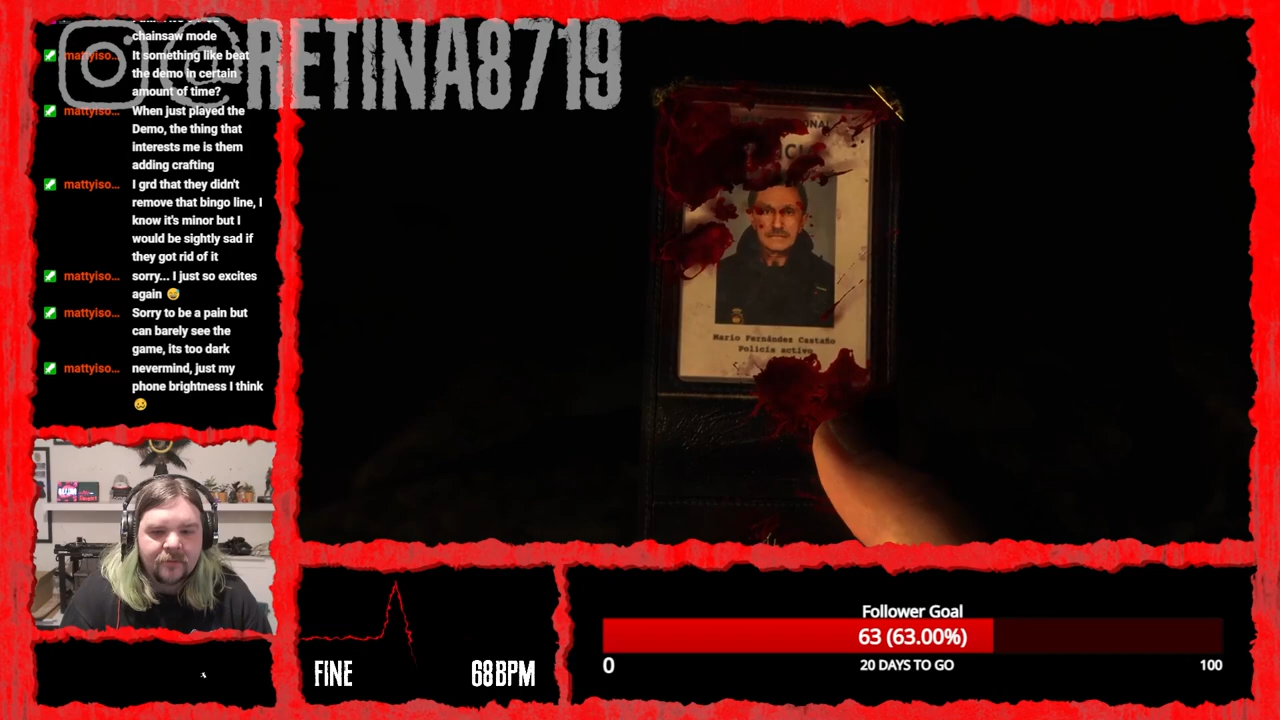 @RETINA8719
chainsaw mode
mattyiso... It something like beat
the demo in certain
amount of time?
mattyiso... When just played the
Demo, the thing that
interests me is them
adding crafting
mattyiso... I grd that they didn't
remove that bingo line, I
know it's minor but I
would be sightly sad if
they got rid of it
mattyiso... sorry... I just so excites
again 😅
mattyiso... Sorry to be a pain but
can barely see the
game, its too dark
mattyiso... nevermind, just my
phone brightness I think
😢
Mario Fernández Castaño
Policía activo
FINE
68BPM
Follower Goal
63 (63.00%)
0
20 DAYS TO GO
100